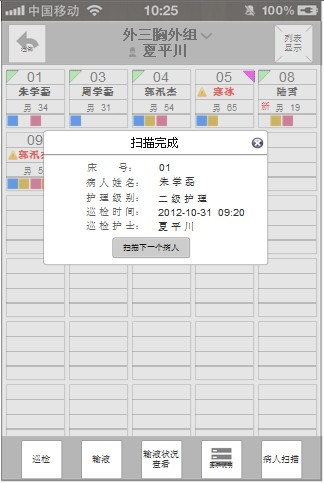 中国移动 10:25 100%
外三胸外组
夏平川
列表
显示
01 03 04 05 08
朱学磊 周学磊 郭汛杰 寒冰 陆贾
男 34 男 31 男 54 男 65 新 男 19
09
郭汛杰
男 5
扫描完成
床 号: 01
病人姓名: 朱学磊
护理级别: 二级护理
巡检时间: 2012-10-31 09:20
巡检护士: 夏平川
扫描下一个病人
巡检 输液 输液状况
查看 病人扫描